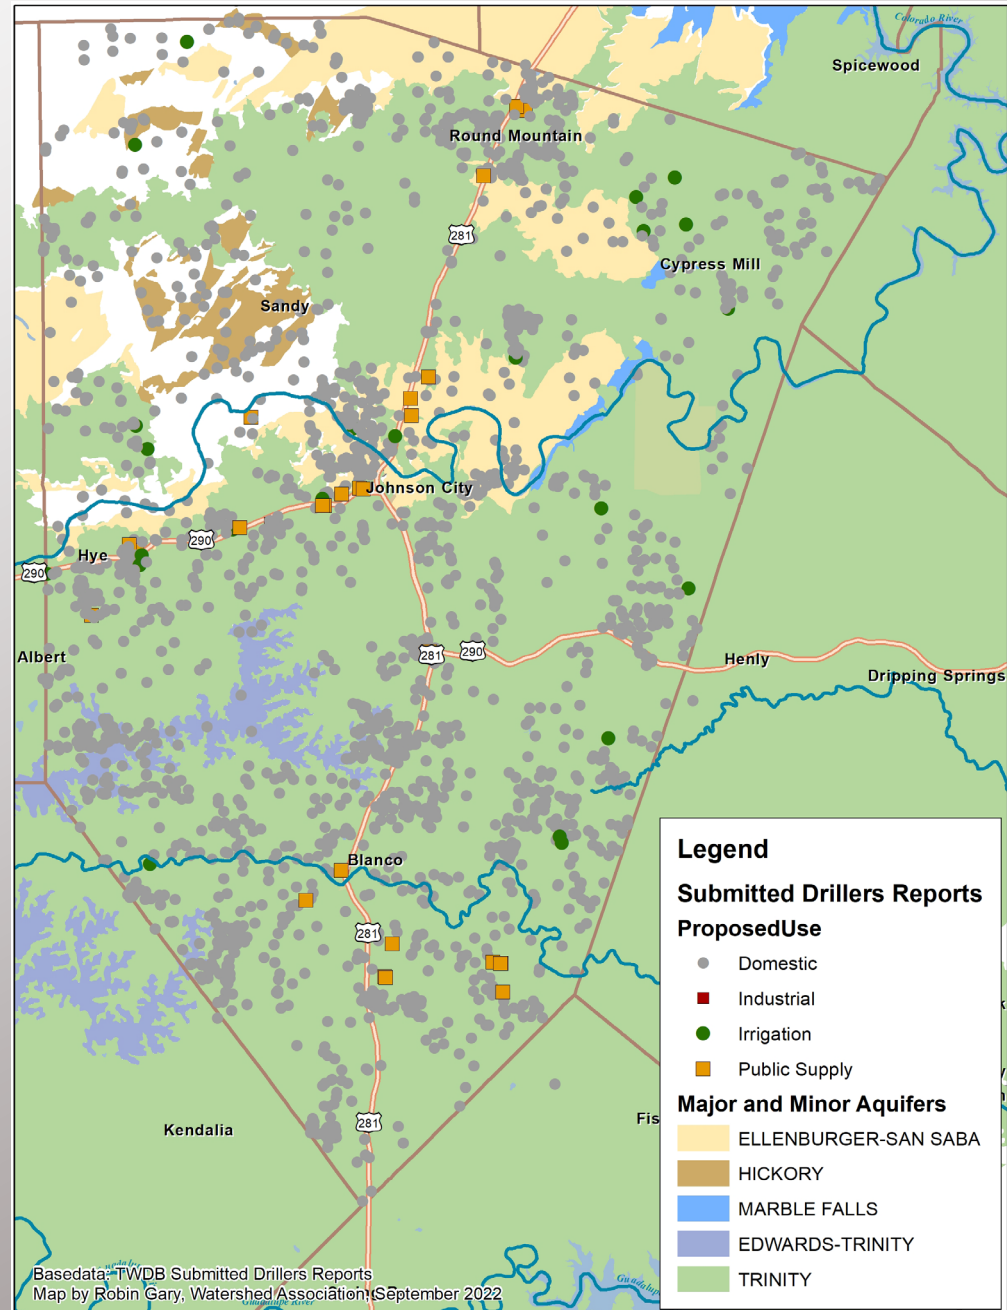 Colorado River
Spicewood
Round Mountain
281
Cypress Mill
Sandy
Johnson City
290
Hye
290
281
290
Albert
Henly
Dripping Springs
Blanco
281
281
Kendalia
Fis
Legend
Submitted Drillers Reports
ProposedUse
Domestic
Industrial
Irrigation
Public Supply
Major and Minor Aquifers
ELLENBURGER-SAN SABA
HICKORY
MARBLE FALLS
EDWARDS-TRINITY
TRINITY
Basedata: TWDB Submitted Drillers Reports
Map by Robin Gary, Watershed Association, September 2022
Guadalupe River